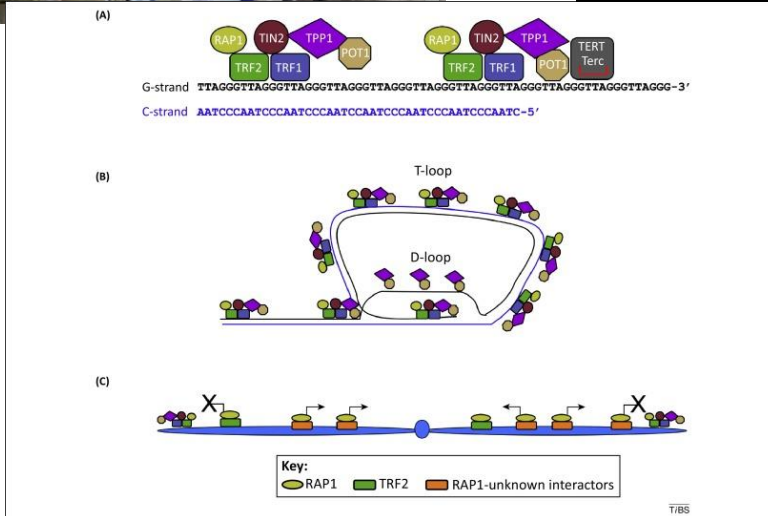 (A)
RAP1 TIN2 TPP1 POT1 TRF2 TRF1
RAP1 TIN2 TPP1 POT1 TRF2 TRF1 TERT Terc
G-strand TTAGGGTTAGGGTTAGGGTTAGGGTTAGGGTTAGGGTTAGGGTTAGGGTTAGGGTTAGGG-3’
C-strand AATCCCAATCCCAATCCCAATCCAATCCCAATCCCAATCCCAATC-5’
(B)
T-loop
D-loop
(C)
X X
Key:
RAP1 TRF2 RAP1-unknown interactors
T/BS